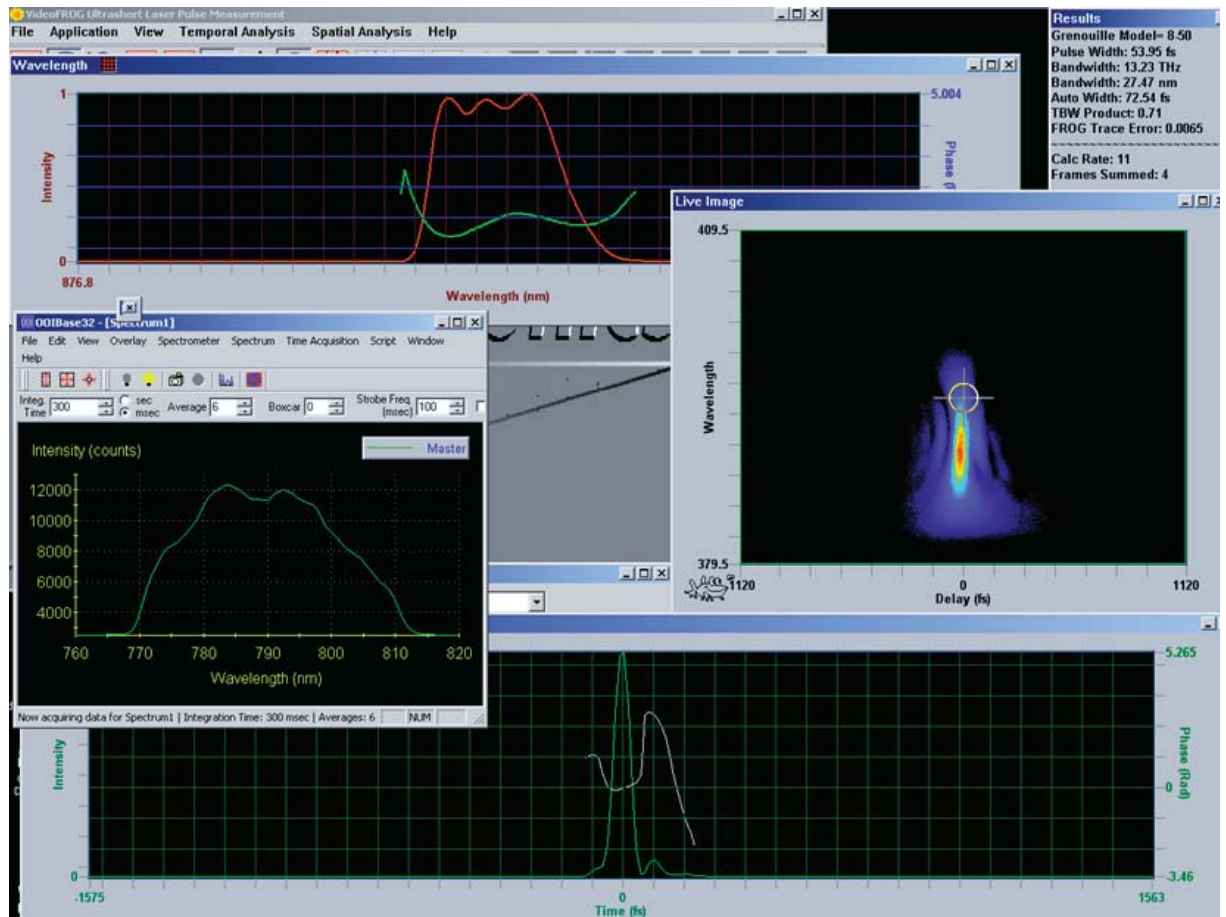 VideoFROG Ultrashort Laser Pulse Measurement
File Application View Temporal Analysis Spatial Analysis Help
Results
Grenouille Model= 8-50
Pulse Width: 53.95 fs
Bandwidth: 13.23 THz
Bandwidth: 27.47 nm
Auto Width: 72.54 fs
TBW Product: 0.71
FROG Trace Error: 0.0065
~~~~~~~~~~~~~~~~~~~~~~~~
Calc Rate: 11
Frames Summed: 4
Wavelength
1
Intensity
0
876.8
Wavelength (nm)
5.004
Live Image
409.5
Wavelength
379.5
1120
0
1120
Delay (fs)
OOIBase32 - [Spectrum1]
File Edit View Overlay Spectrometer Spectrum Time Acquisition Script Window
Help
Integ. Time 300 sec msec Average 6 Boxcar 0 Strobe Freq. (msec) 100
Intensity (counts)
Master
12000
10000
8000
6000
4000
760 770 780 790 800 810 820
Wavelength (nm)
Now acquiring data for Spectrum1 | Integration Time: 300 msec | Averages: 6 NUM
Intensity
0
-1575
0
1563
Time (fs)
5.265
Phase (Rad)
0
-3.46